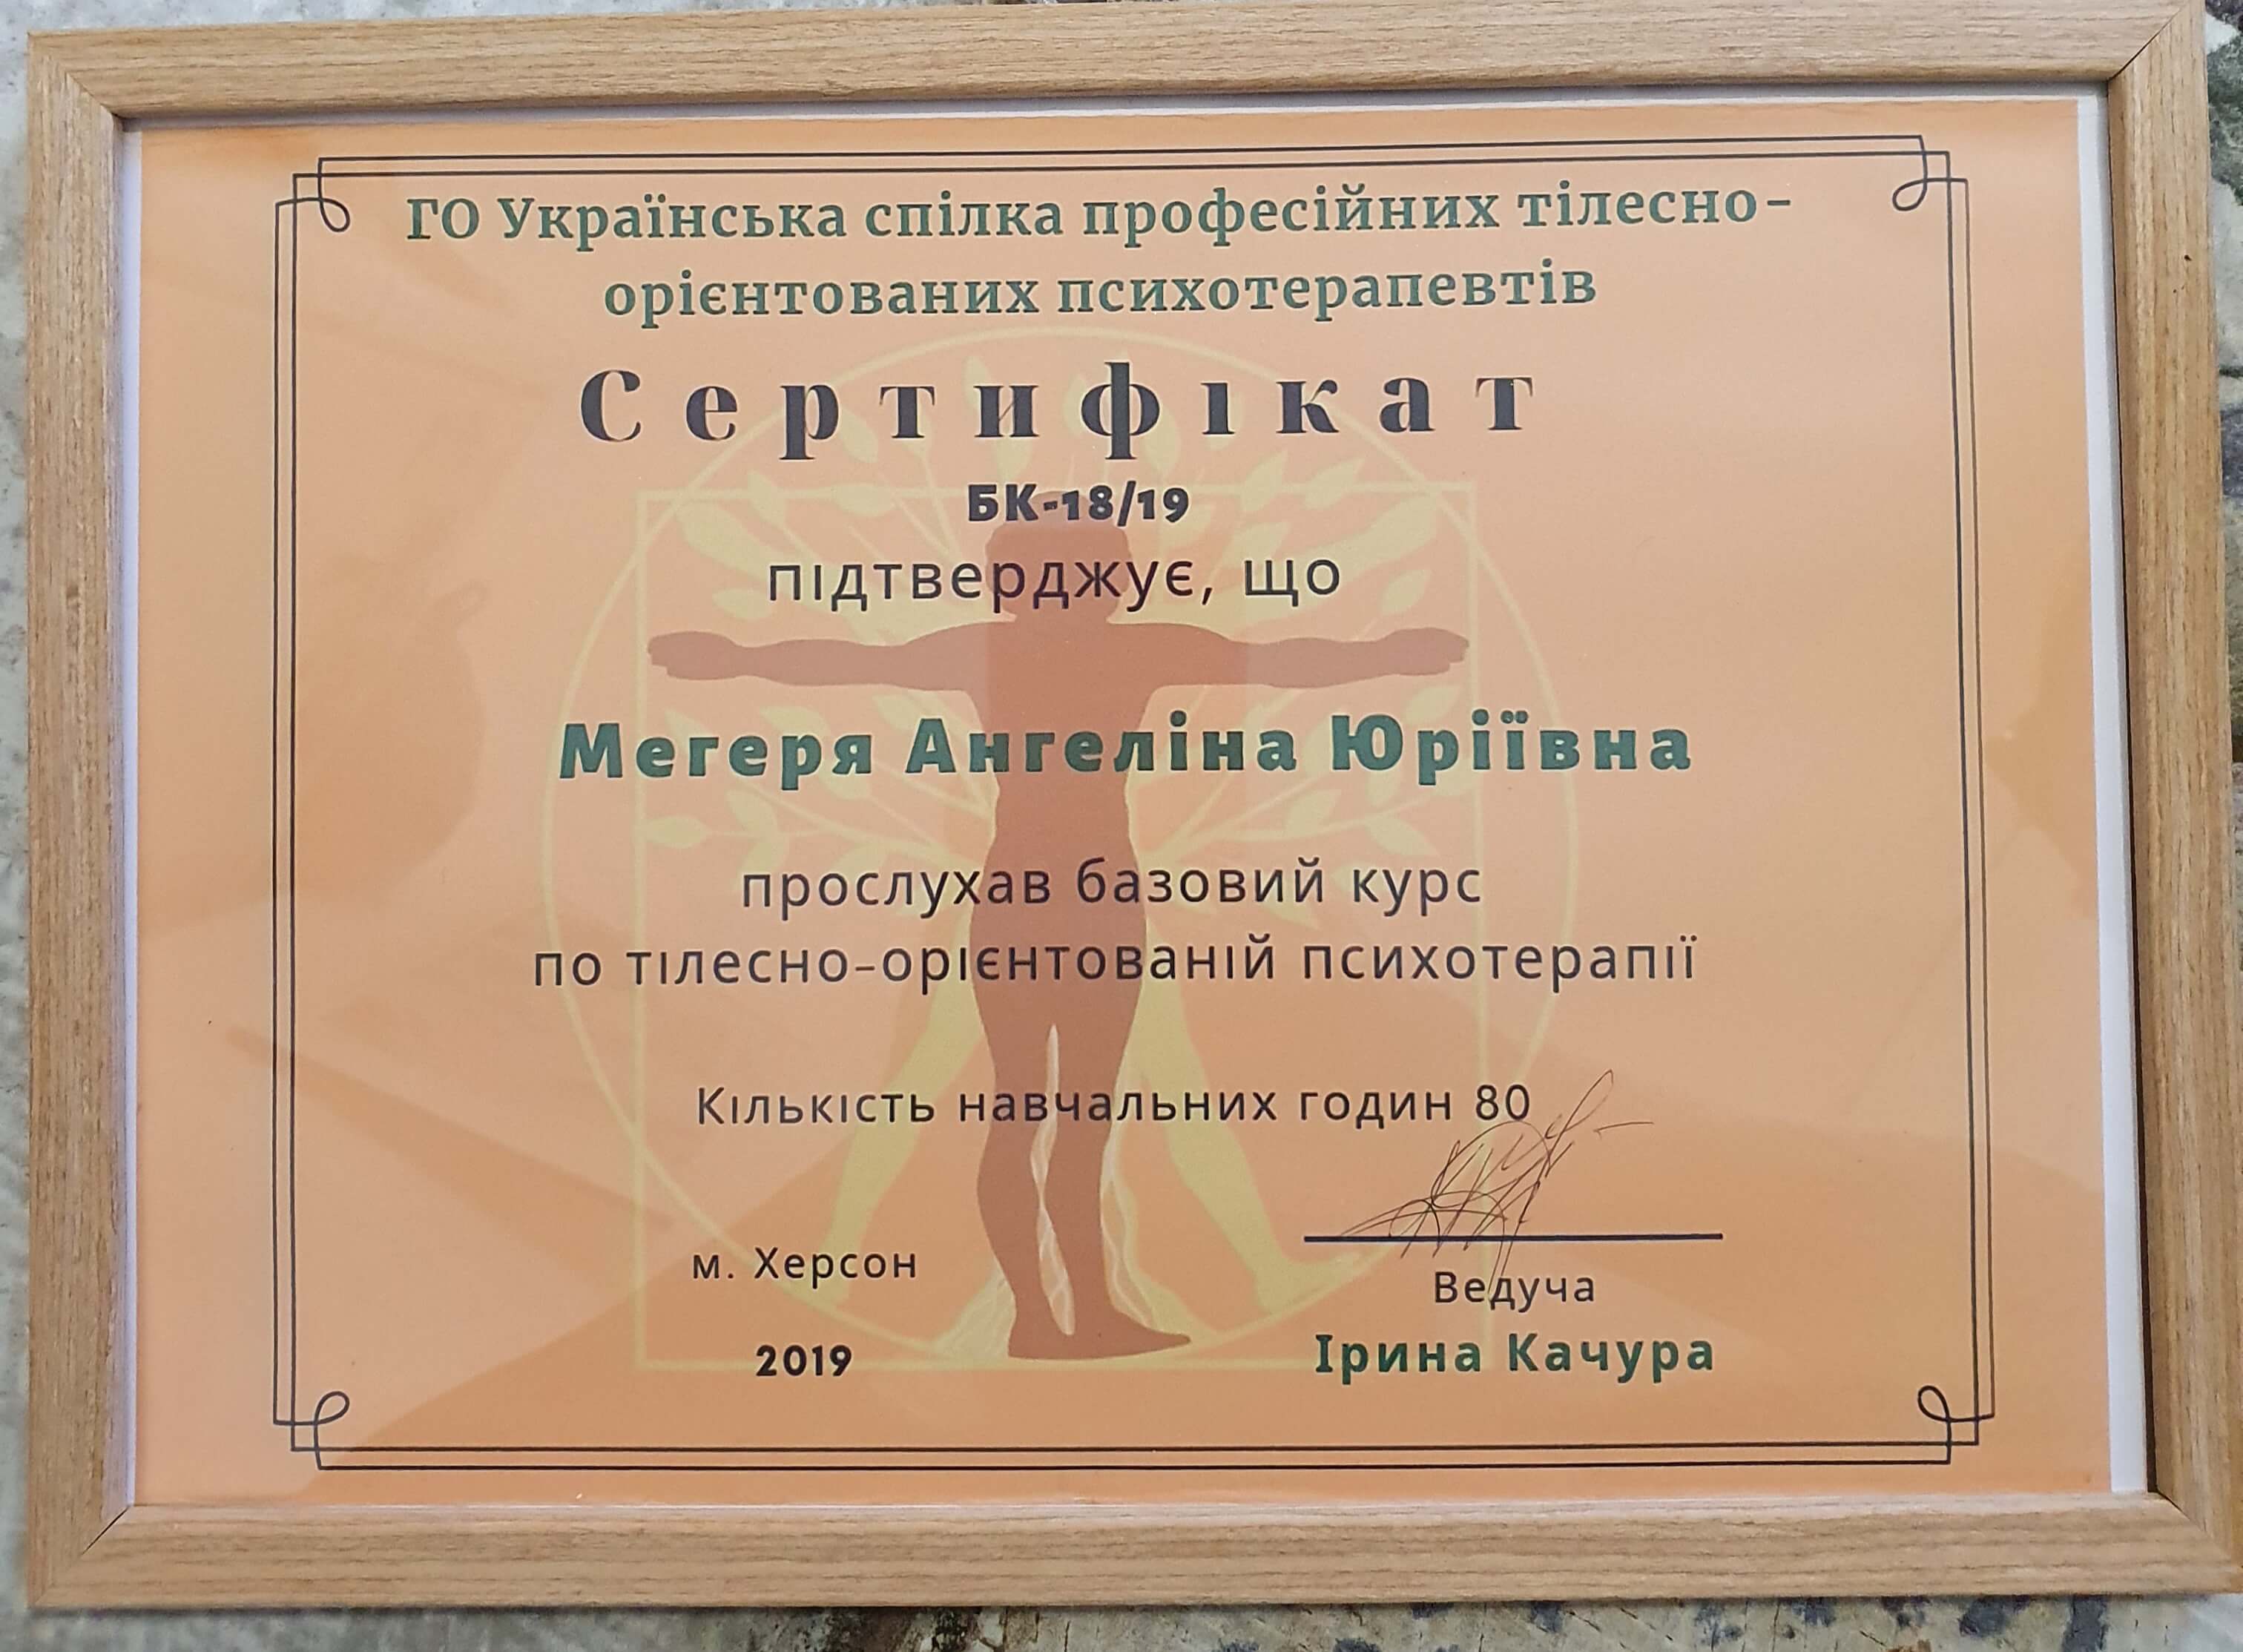 ГО Українська спілка професійних тілесно-
орієнтованих психотерапевтів
Сертифікат
БК-18/19
підтверджує, що
Мегеря Ангеліна Юріївна
прослухав базовий курс
по тілесно-орієнтованій психотерапії
Кількість навчальних годин 80
м. Херсон
2019
Ведуча
Ірина Качура